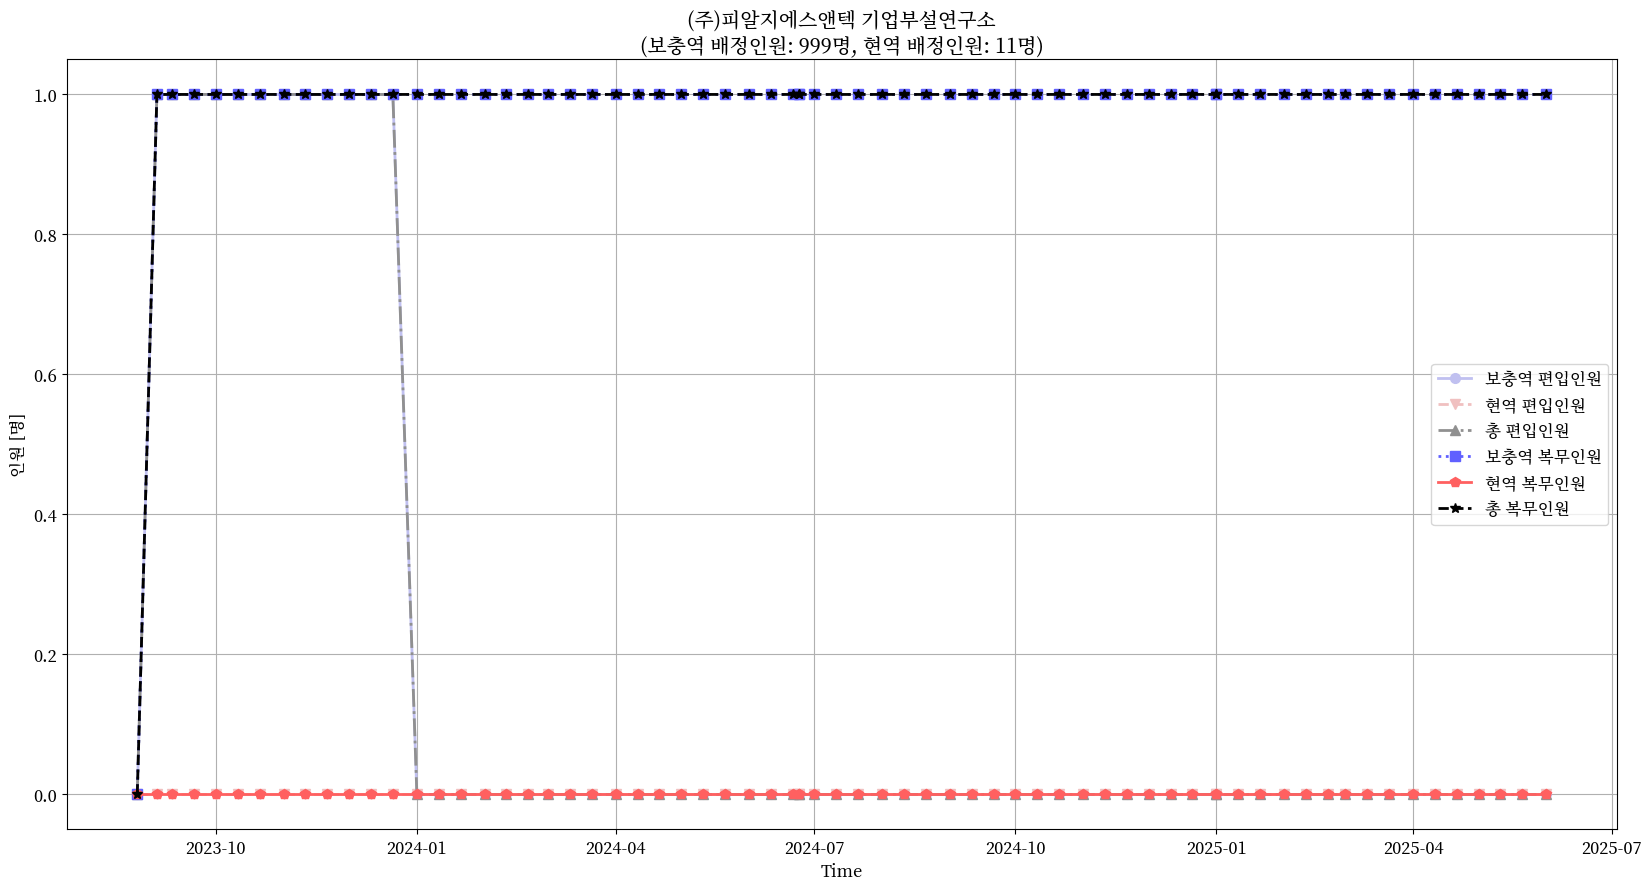 (주)피알지에스앤텍 기업부설연구소
(보충역 배정인원: 999명, 현역 배정인원: 11명)
인원 [명]
1.0
0.8
0.6
0.4
0.2
0.0
보충역 편입인원
현역 편입인원
총 편입인원
보충역 복무인원
현역 복무인원
총 복무인원
2023-10 2024-01 2024-04 2024-07 2024-10 2025-01 2025-04 2025-07
Time